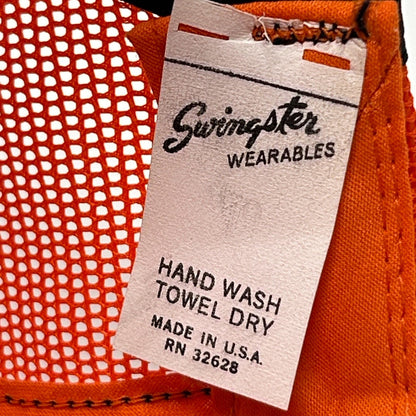 Swingster
WEARABLES
HAND WASH
TOWEL DRY
MADE IN U.S.A.
RN 32628